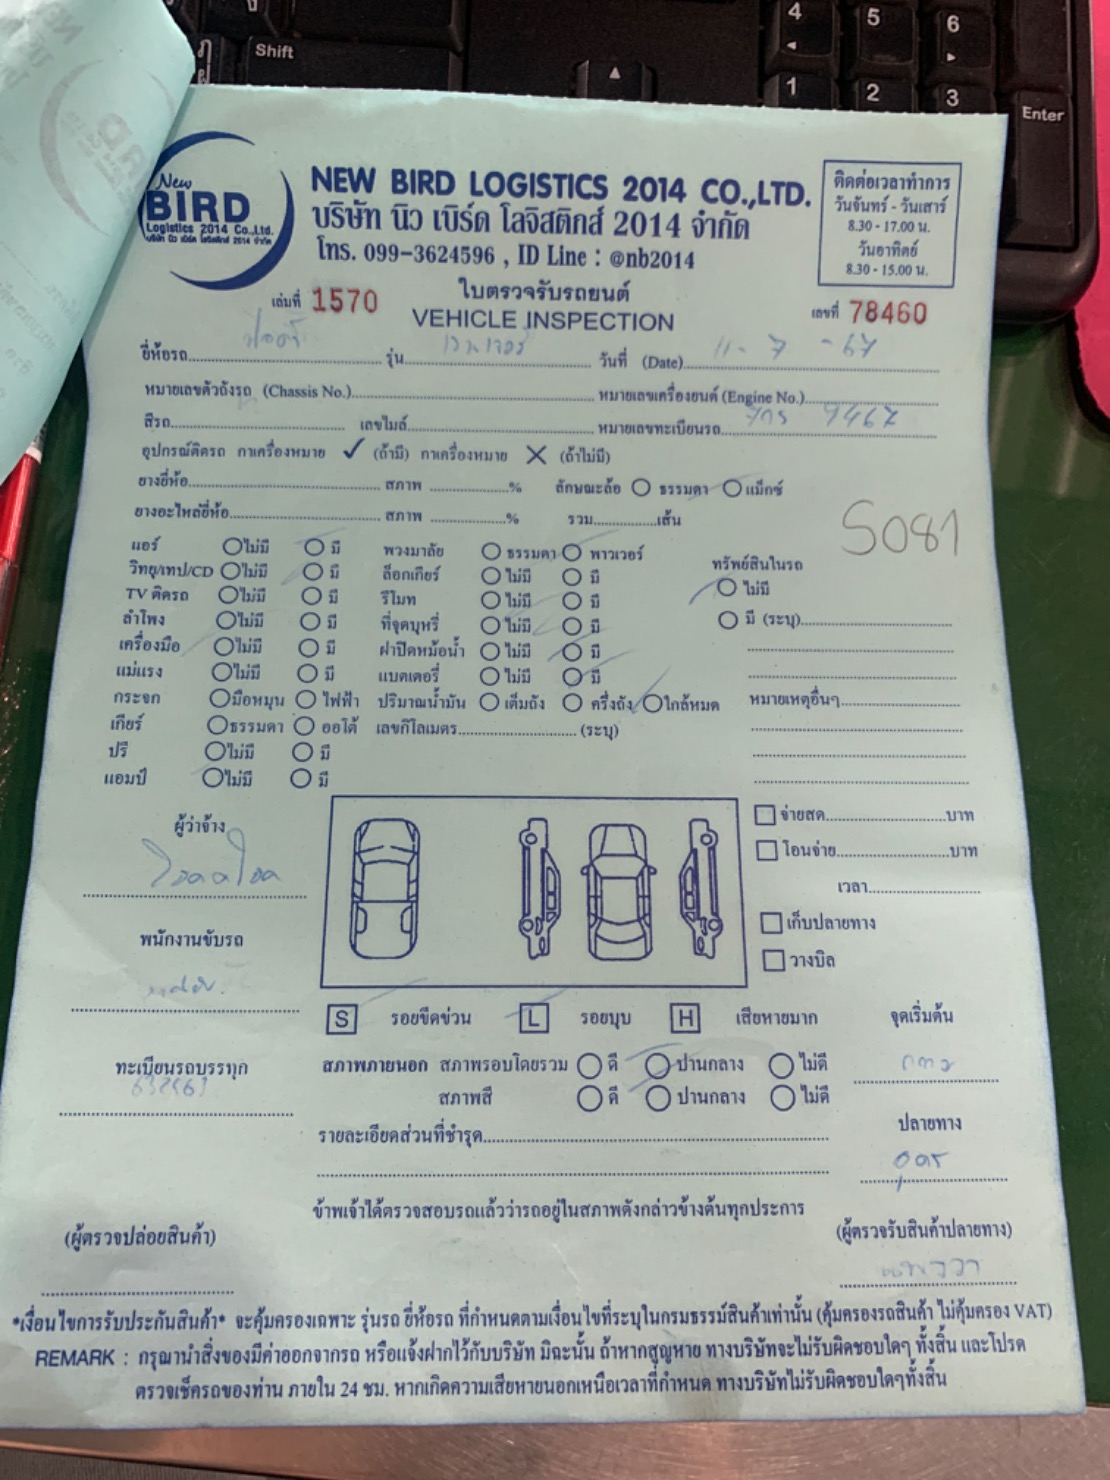 Shift
4 5 6
1 2 3
Enter
New
BIRD
Logistics 2014 Co.,Ltd.
บริษัท นิว เบิร์ด โลจิสติกส์ 2014 จำกัด
NEW BIRD LOGISTICS 2014 CO.,LTD.
บริษัท นิว เบิร์ด โลจิสติกส์ 2014 จำกัด
โทร. 099-3624596 , ID Line : @nb2014
ติดต่อเวลาทำการ
วันจันทร์ - วันเสาร์
8.30 - 17.00 น.
วันอาทิตย์
8.30 - 15.00 น.
เล่มที่ 1570
ใบตรวจรับรถยนต์
VEHICLE INSPECTION
เลขที่ 78460
ยี่ห้อรถ ฟอร์ด รุ่น วันที่ (Date) 11-7-67
หมายเลขตัวถังรถ (Chassis No.) หมายเลขเครื่องยนต์ (Engine No.)
สีรถ เลขไมล์ หมายเลขทะเบียนรถ 9467
อุปกรณ์ติดรถ กาเครื่องหมาย ✓ (ถ้ามี) กาเครื่องหมาย ✕ (ถ้าไม่มี)
ยางยี่ห้อ สภาพ % ลักษณะล้อ ธรรมดา แม็กซ์
ยางอะไหล่ยี่ห้อ สภาพ % รวม เส้น
5081
แอร์ ไม่มี มี พวงมาลัย ธรรมดา พาวเวอร์
วิทยุ/เทป/CD ไม่มี มี ล็อกเกียร์ ไม่มี มี ทรัพย์สินในรถ
TV ติดรถ ไม่มี มี รีโมท ไม่มี มี ไม่มี
ลำโพง ไม่มี มี ที่จุดบุหรี่ ไม่มี มี มี (ระบุ)
เครื่องมือ ไม่มี มี ฝาปิดหม้อน้ำ ไม่มี มี
แม่แรง ไม่มี มี แบตเตอรี่ ไม่มี มี
กระจก มือหมุน ไฟฟ้า ปริมาณน้ำมัน เต็มถัง ครึ่งถัง ใกล้หมด หมายเหตุอื่นๆ
เกียร์ ธรรมดา ออโต้ เลขกิโลเมตร (ระบุ)
ปรี ไม่มี มี
แอมป์ ไม่มี มี
ผู้ว่าจ้าง
จ่ายสด บาท
โอนจ่าย บาท
เวลา
พนักงานขับรถ
เก็บปลายทาง
วางบิล
S รอยขีดข่วน L รอยบุบ H เสียหายมาก จุดเริ่มต้น
ทะเบียนรถบรรทุก
สภาพภายนอก สภาพรอบโดยรวม ดี ปานกลาง ไม่ดี
สภาพสี ดี ปานกลาง ไม่ดี
ปลายทาง
รายละเอียดส่วนที่ชำรุด
อุดร
ข้าพเจ้าได้ตรวจสอบรถแล้วว่ารถอยู่ในสภาพดังกล่าวข้างต้นทุกประการ
(ผู้ตรวจปล่อยสินค้า) (ผู้ตรวจรับสินค้าปลายทาง)
*เงื่อนไขการรับประกันสินค้า* จะคุ้มครองเฉพาะ รุ่นรถ ยี่ห้อรถ ที่กำหนดตามเงื่อนไขที่ระบุในกรมธรรม์สินค้าเท่านั้น (คุ้มครองรถสินค้า ไม่คุ้มครอง VAT)
REMARK : กรุณานำสิ่งของมีค่าออกจากรถ หรือแจ้งฝากไว้กับบริษัท มิฉะนั้น ถ้าหากสูญหาย ทางบริษัทจะไม่รับผิดชอบใดๆ ทั้งสิ้น และโปรด
ตรวจเช็ครถของท่าน ภายใน 24 ชม. หากเกิดความเสียหายนอกเหนือเวลาที่กำหนด ทางบริษัทไม่รับผิดชอบใดๆทั้งสิ้น